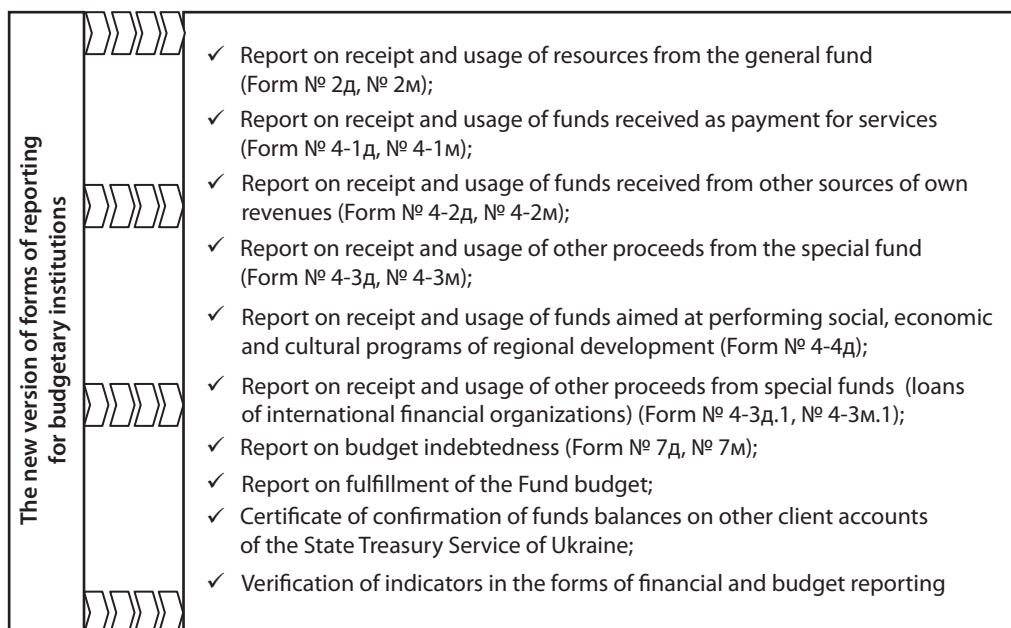 The new version of forms of reporting
for budgetary institutions
✓ Report on receipt and usage of resources from the general fund
(Form № 2д, № 2м);
✓ Report on receipt and usage of funds received as payment for services
(Form № 4-1д, № 4-1м);
✓ Report on receipt and usage of funds received from other sources of own
revenues (Form № 4-2д, № 4-2м);
✓ Report on receipt and usage of other proceeds from the special fund
(Form № 4-3д, № 4-3м);
✓ Report on receipt and usage of funds aimed at performing social, economic
and cultural programs of regional development (Form № 4-4д);
✓ Report on receipt and usage of other proceeds from special funds (loans
of international financial organizations) (Form № 4-3д.1, № 4-3м.1);
✓ Report on budget indebtedness (Form № 7д, № 7м);
✓ Report on fulfillment of the Fund budget;
✓ Certificate of confirmation of funds balances on other client accounts
of the State Treasury Service of Ukraine;
✓ Verification of indicators in the forms of financial and budget reporting